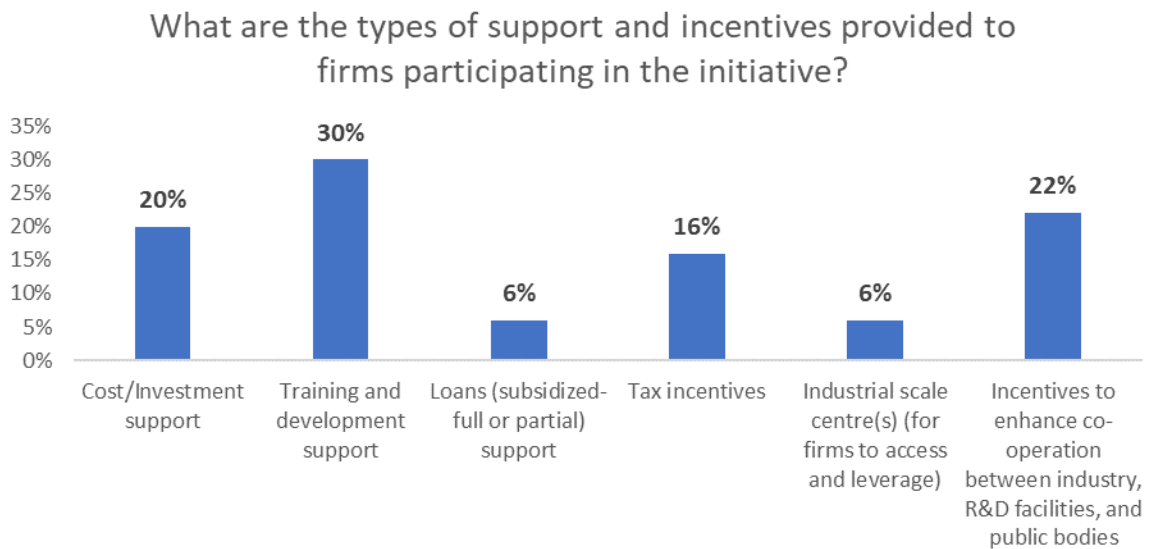 What are the types of support and incentives provided to
firms participating in the initiative?
35%
30%
25%
20%
15%
10%
5%
0%
20%
30%
6%
16%
6%
22%
Cost/Investment
support
Training and
development
support
Loans (subsidized-
full or partial)
support
Tax incentives
Industrial scale
centre(s) (for
firms to access
and leverage)
Incentives to
enhance co-
operation
between industry,
R&D facilities, and
public bodies